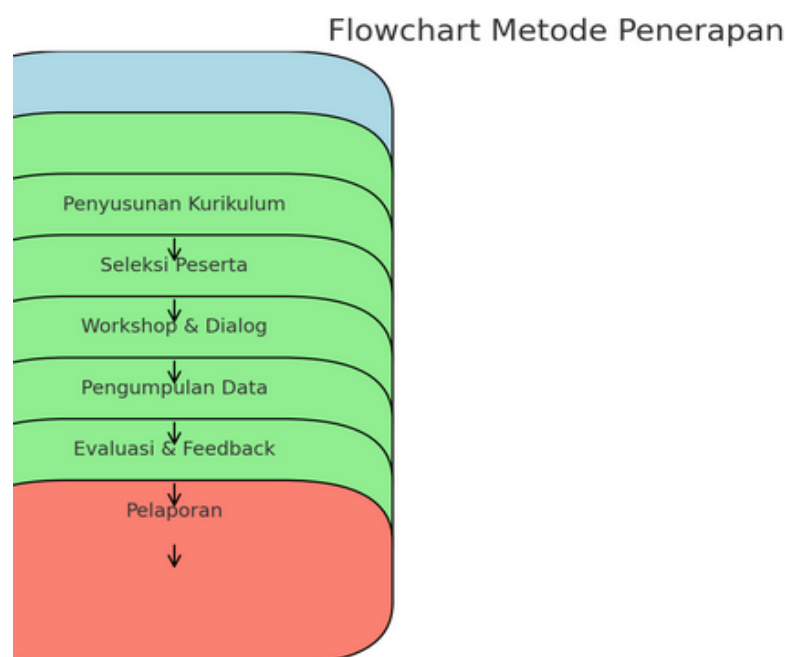 Flowchart Metode Penerapan
Penyusunan Kurikulum
Seleksi Peserta
Workshop & Dialog
Pengumpulan Data
Evaluasi & Feedback
Pelaporan